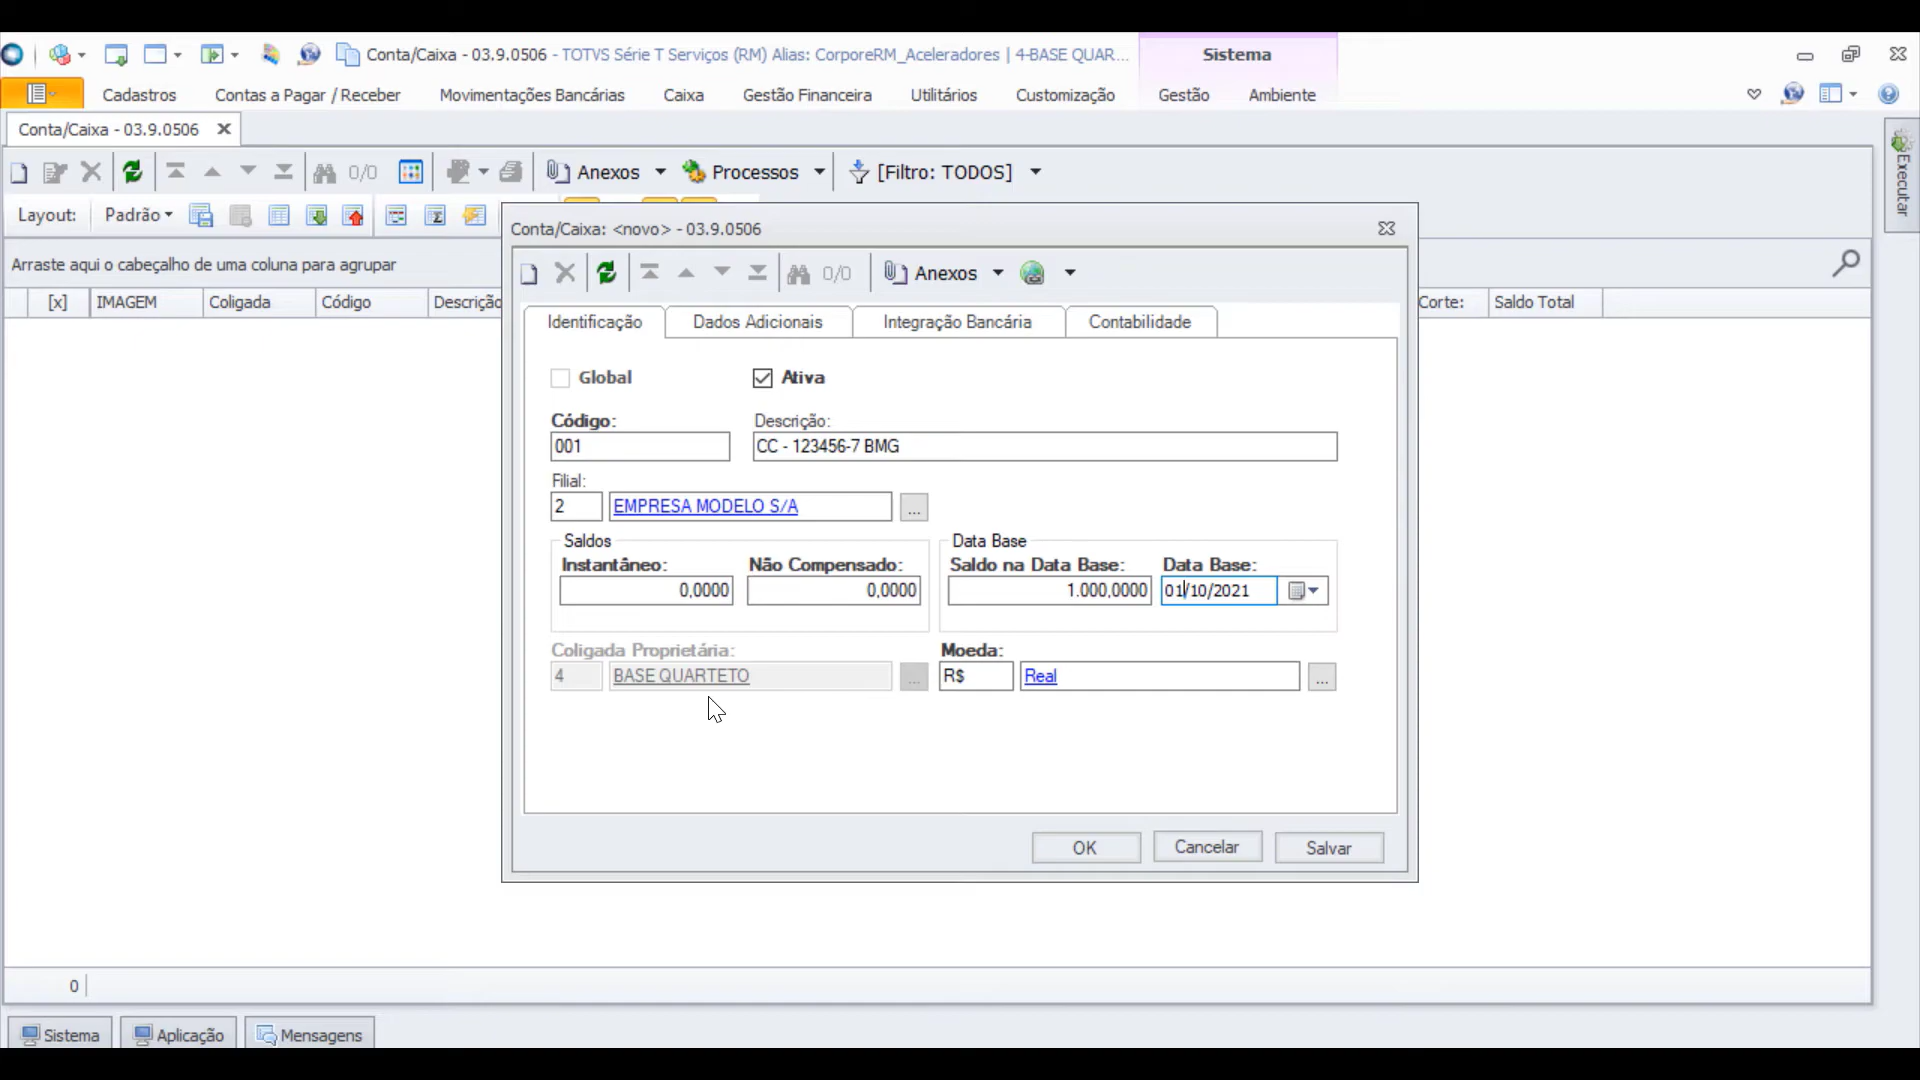 Conta/Caixa - 03.9.0506 - TOTVS Série T Serviços (RM) Alias: CorporeRM_Aceleradores | 4-BASE QUAR...
Sistema
Cadastros
Contas a Pagar / Receber
Movimentações Bancárias
Caixa
Gestão Financeira
Utilitários
Customização
Gestão
Ambiente
Conta/Caixa - 03.9.0506
0/0
Anexos
Processos
[Filtro: TODOS]
Executar
Layout:
Padrão
Arraste aqui o cabeçalho de uma coluna para agrupar
[x]
IMAGEM
Coligada
Código
Descrição
Corte:
Saldo Total
Conta/Caixa: <novo> - 03.9.0506
0/0
Anexos
Identificação
Dados Adicionais
Integração Bancária
Contabilidade
Global
Ativa
Código:
Descrição:
001
CC - 123456-7 BMG
Filial:
2
EMPRESA MODELO S/A
...
Saldos
Data Base
Instantâneo:
Não Compensado:
Saldo na Data Base:
Data Base:
0,0000
0,0000
1.000,0000
01/10/2021
Coligada Proprietária:
Moeda:
4
BASE QUARTETO
...
R$
Real
...
OK
Cancelar
Salvar
0
Sistema
Aplicação
Mensagens